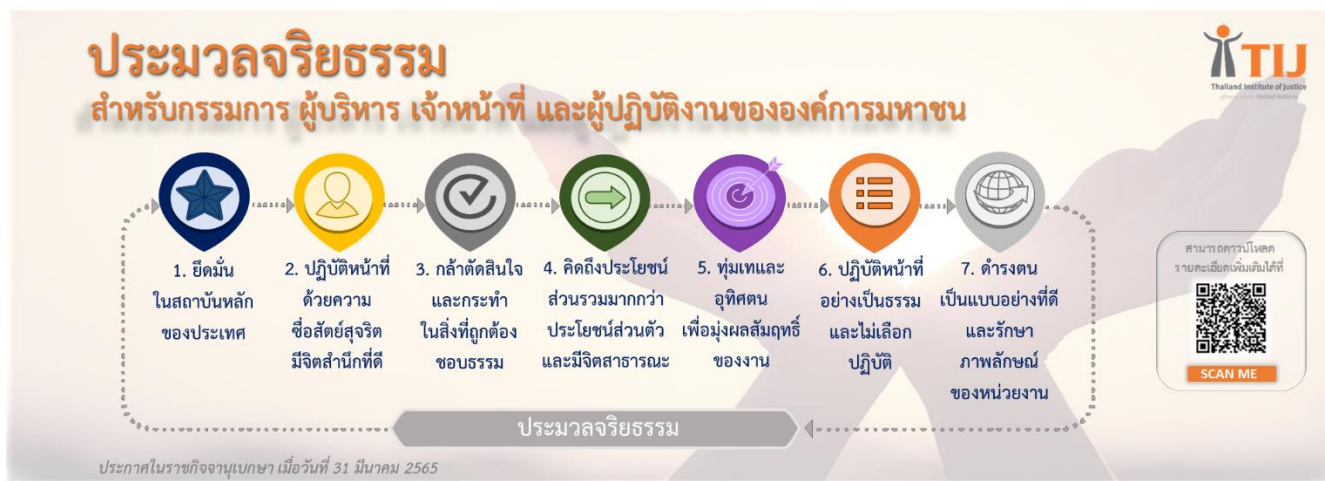 ประมวลจริยธรรม
สำหรับกรรมการ ผู้บริหาร เจ้าหน้าที่ และผู้ปฏิบัติงานขององค์การมหาชน
TIJ
Thailand Institute of Justice
1. ยึดมั่น
ในสถาบันหลัก
ของประเทศ
2. ปฏิบัติหน้าที่
ด้วยความ
ซื่อสัตย์สุจริต
มีจิตสำนึกที่ดี
3. กล้าตัดสินใจ
และกระทำ
ในสิ่งที่ถูกต้อง
ชอบธรรม
4. คิดถึงประโยชน์
ส่วนรวมมากกว่า
ประโยชน์ส่วนตัว
และมีจิตสาธารณะ
5. ทุ่มเทและ
อุทิศตน
เพื่อมุ่งผลสัมฤทธิ์
ของงาน
6. ปฏิบัติหน้าที่
อย่างเป็นธรรม
และไม่เลือก
ปฏิบัติ
7. ดำรงตน
เป็นแบบอย่างที่ดี
และรักษา
ภาพลักษณ์
ของหน่วยงาน
สามารถดาวน์โหลด
รายละเอียดเพิ่มเติมได้ที่
SCAN ME
ประมวลจริยธรรม
ประกาศในราชกิจจานุเบกษา เมื่อวันที่ 31 มีนาคม 2565